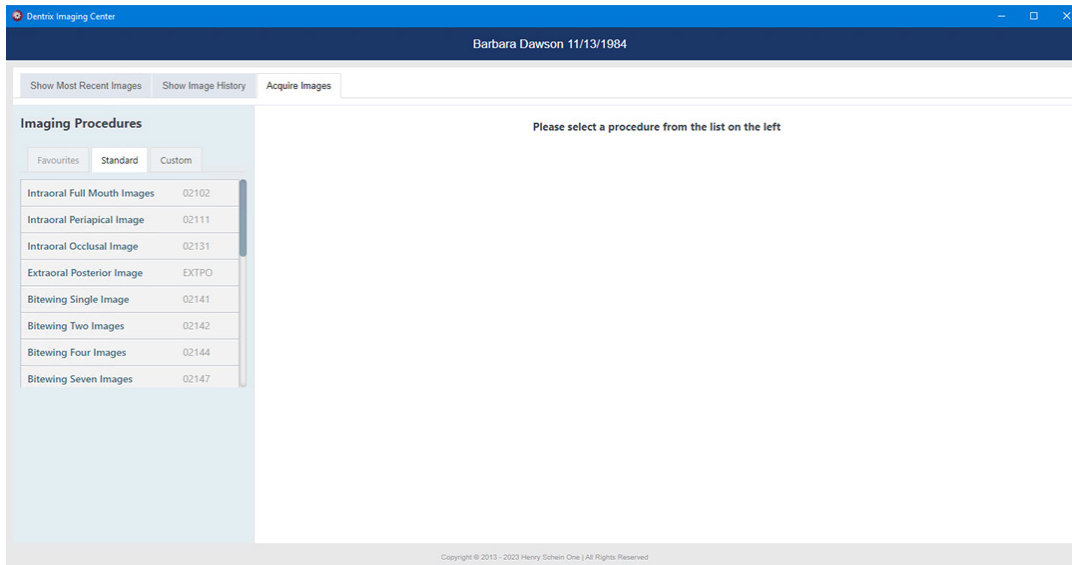 Dentrix Imaging Center
Barbara Dawson 11/13/1984
Show Most Recent Images Show Image History Acquire Images
Imaging Procedures
Favourites Standard Custom
Intraoral Full Mouth Images 02102
Intraoral Periapical Image 02111
Intraoral Occlusal Image 02131
Extraoral Posterior Image EXTPO
Bitewing Single Image 02141
Bitewing Two Images 02142
Bitewing Four Images 02144
Bitewing Seven Images 02147
Please select a procedure from the list on the left
Copyright © 2013 - 2023 Henry Schein One | All Rights Reserved